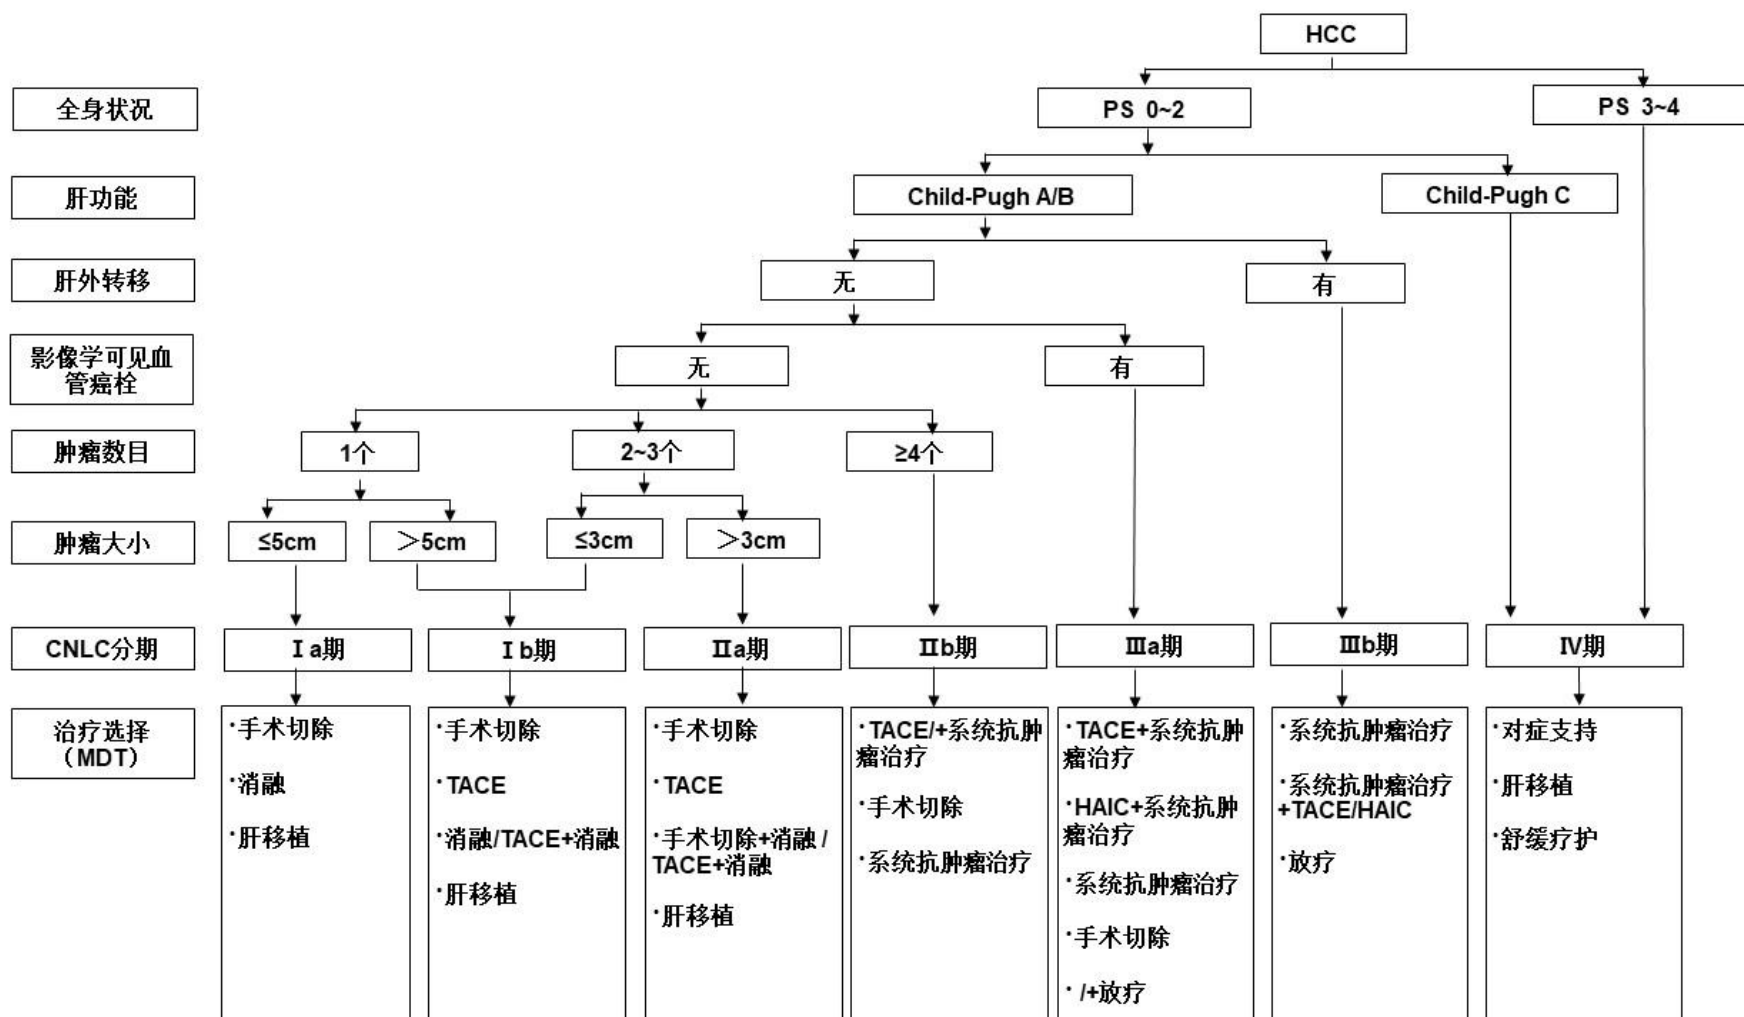 HCC
全身状况
PS 0~2
PS 3~4
肝功能
Child-Pugh A/B
Child-Pugh C
肝外转移
无
有
影像学可见血
管癌栓
无
有
肿瘤数目
1个
2~3个
≥4个
肿瘤大小
≤5cm
＞5cm
≤3cm
＞3cm
CNLC分期
Ⅰa期
Ⅰb期
Ⅱa期
Ⅱb期
Ⅲa期
Ⅲb期
Ⅳ期
治疗选择
（MDT）
·手术切除
·消融
·肝移植
·手术切除
·TACE
·消融/TACE+消融
·肝移植
·手术切除
·TACE
·手术切除+消融/
TACE+消融
·肝移植
·TACE/+系统抗肿
瘤治疗
·手术切除
·系统抗肿瘤治疗
·TACE+系统抗肿
瘤治疗
·HAIC+系统抗肿
瘤治疗
·系统抗肿瘤治疗
·手术切除
· /+放疗
·系统抗肿瘤治疗
·系统抗肿瘤治疗
+TACE/HAIC
·放疗
·对症支持
·肝移植
·舒缓疗护